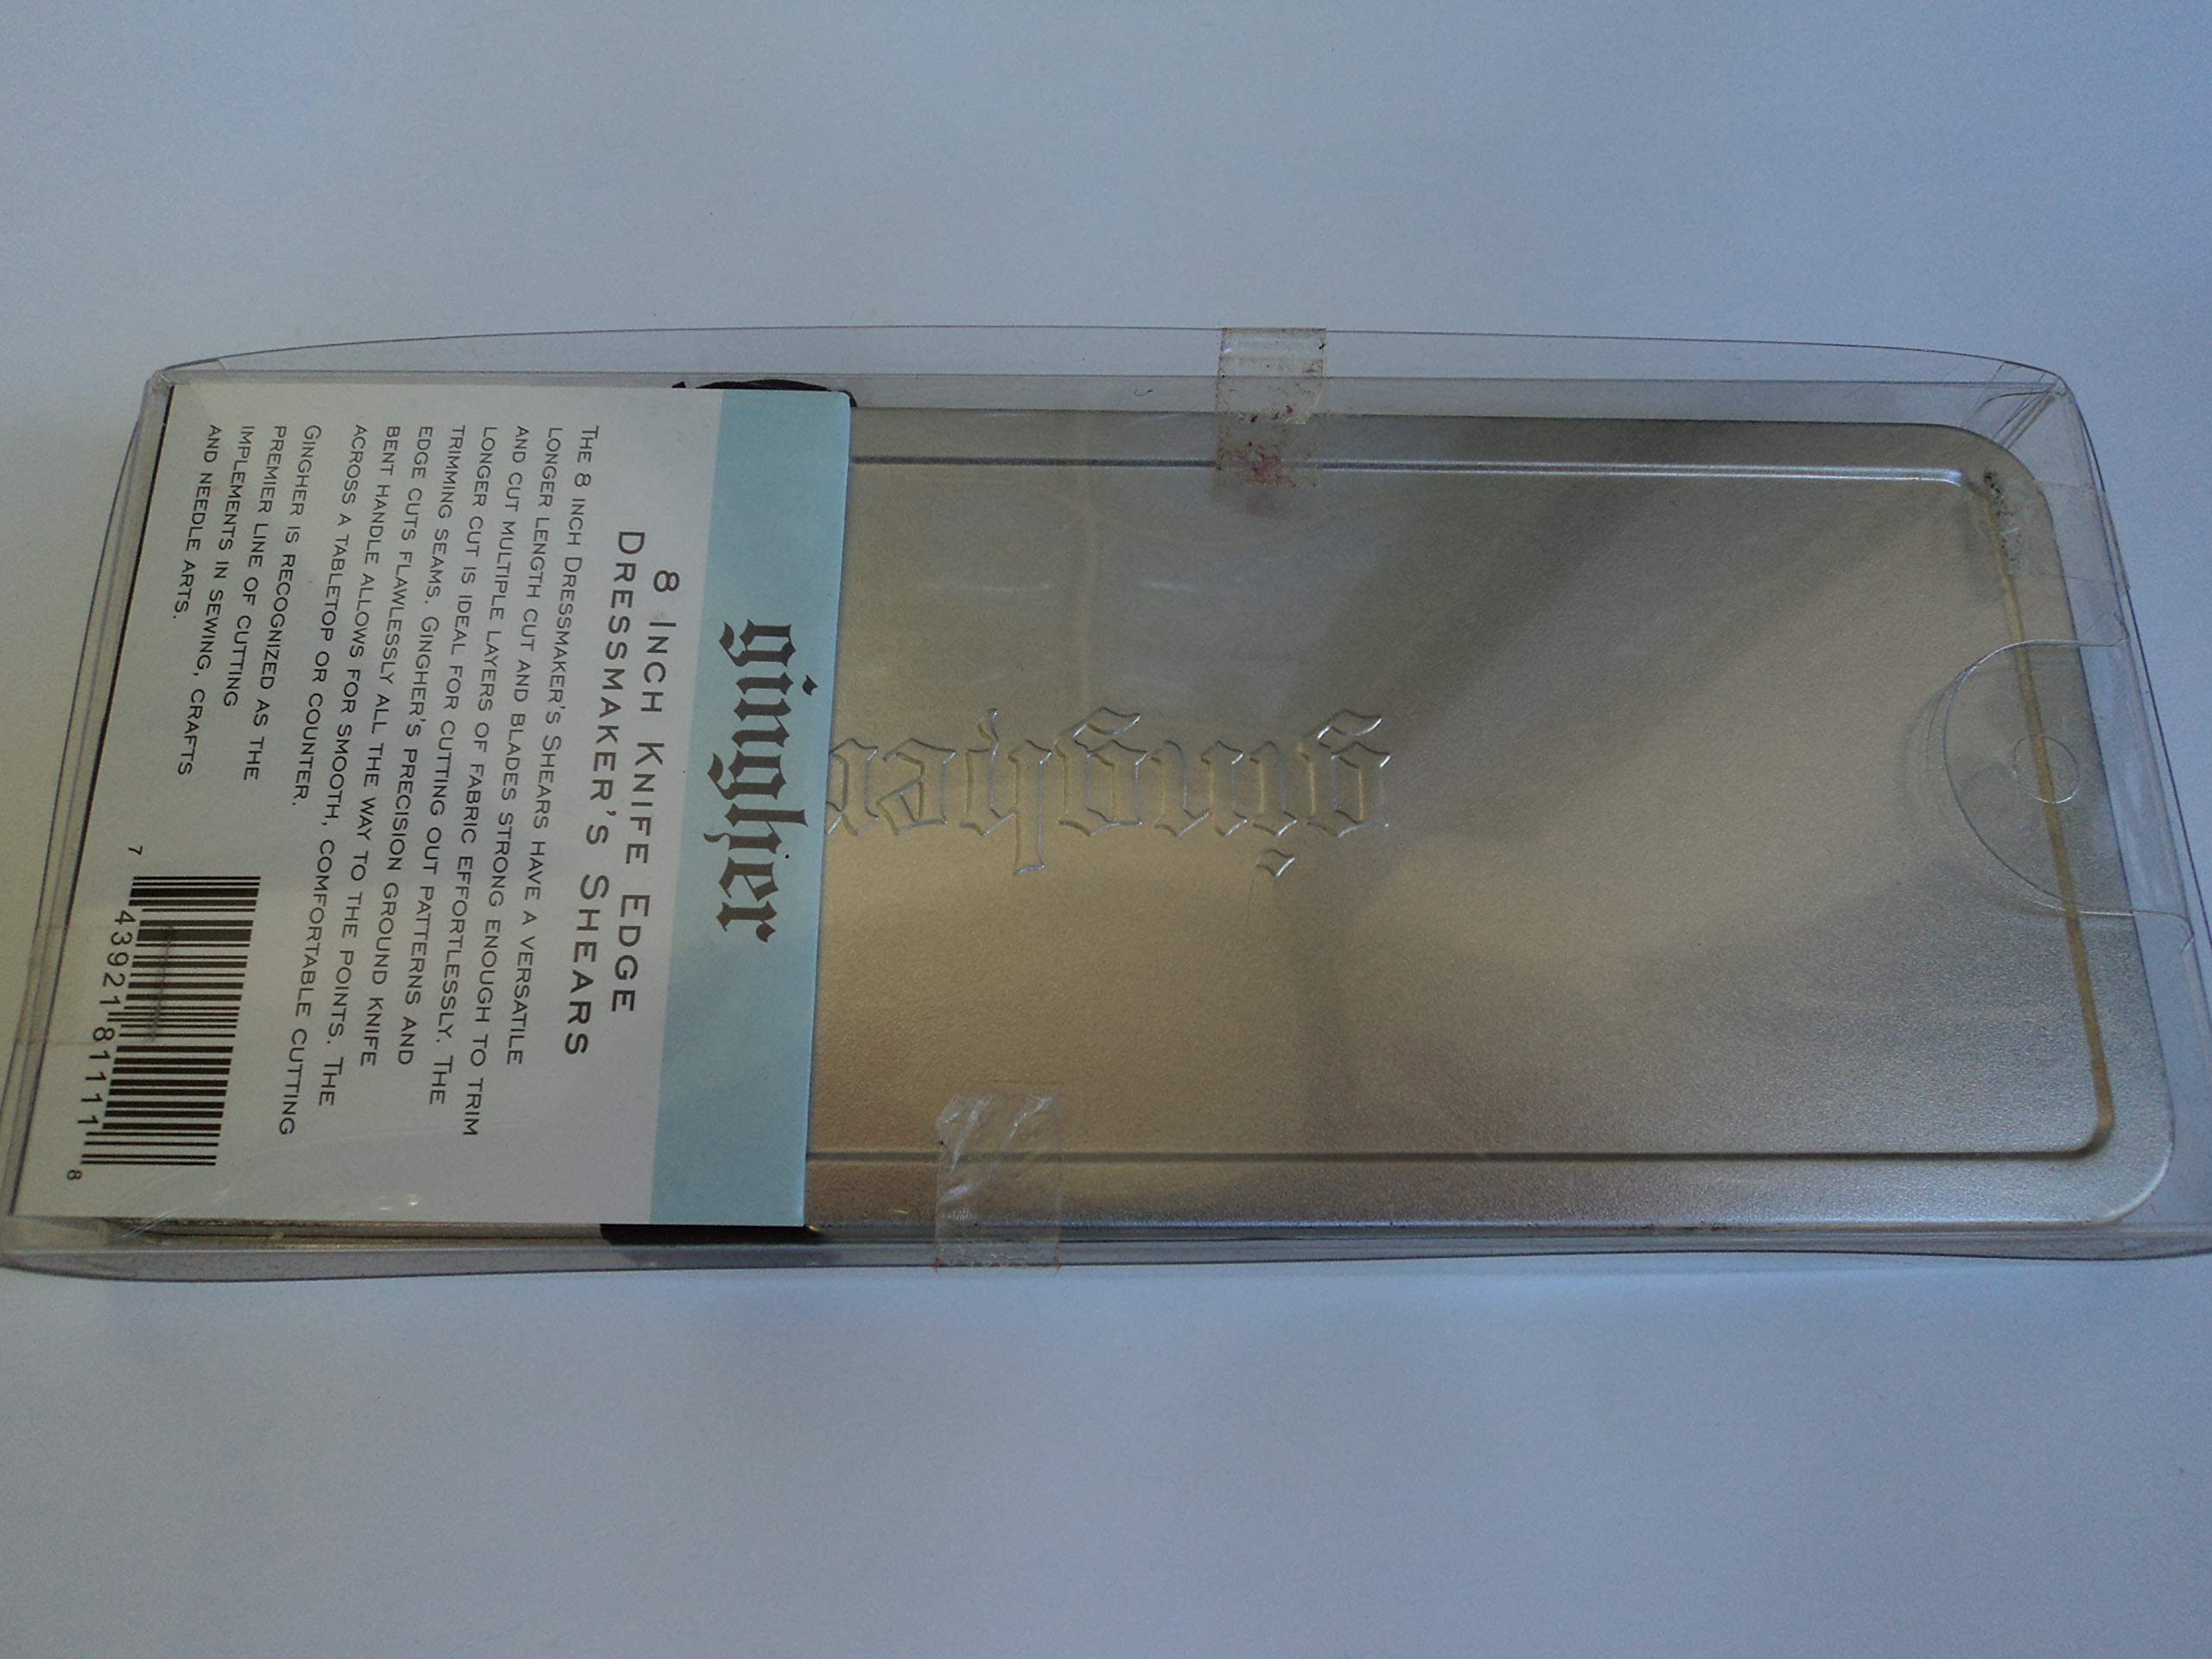 gingher
8 Inch Knife Edge
Dressmaker's Shears
The 8 inch Dressmaker's Shears have a versatile
longer length cut and blades strong enough to trim
and cut multiple layers of fabric effortlessly. The
longer cut is ideal for cutting out patterns and
trimming seams. Gingher's precision ground knife
edge cuts flawlessly all the way to the points. The
bent handle allows for smooth, comfortable cutting
across a tabletop or counter.
Gingher is recognized as the
premier line of cutting
implements in sewing, crafts
and needle arts.
7 43921 81111 8
gingher